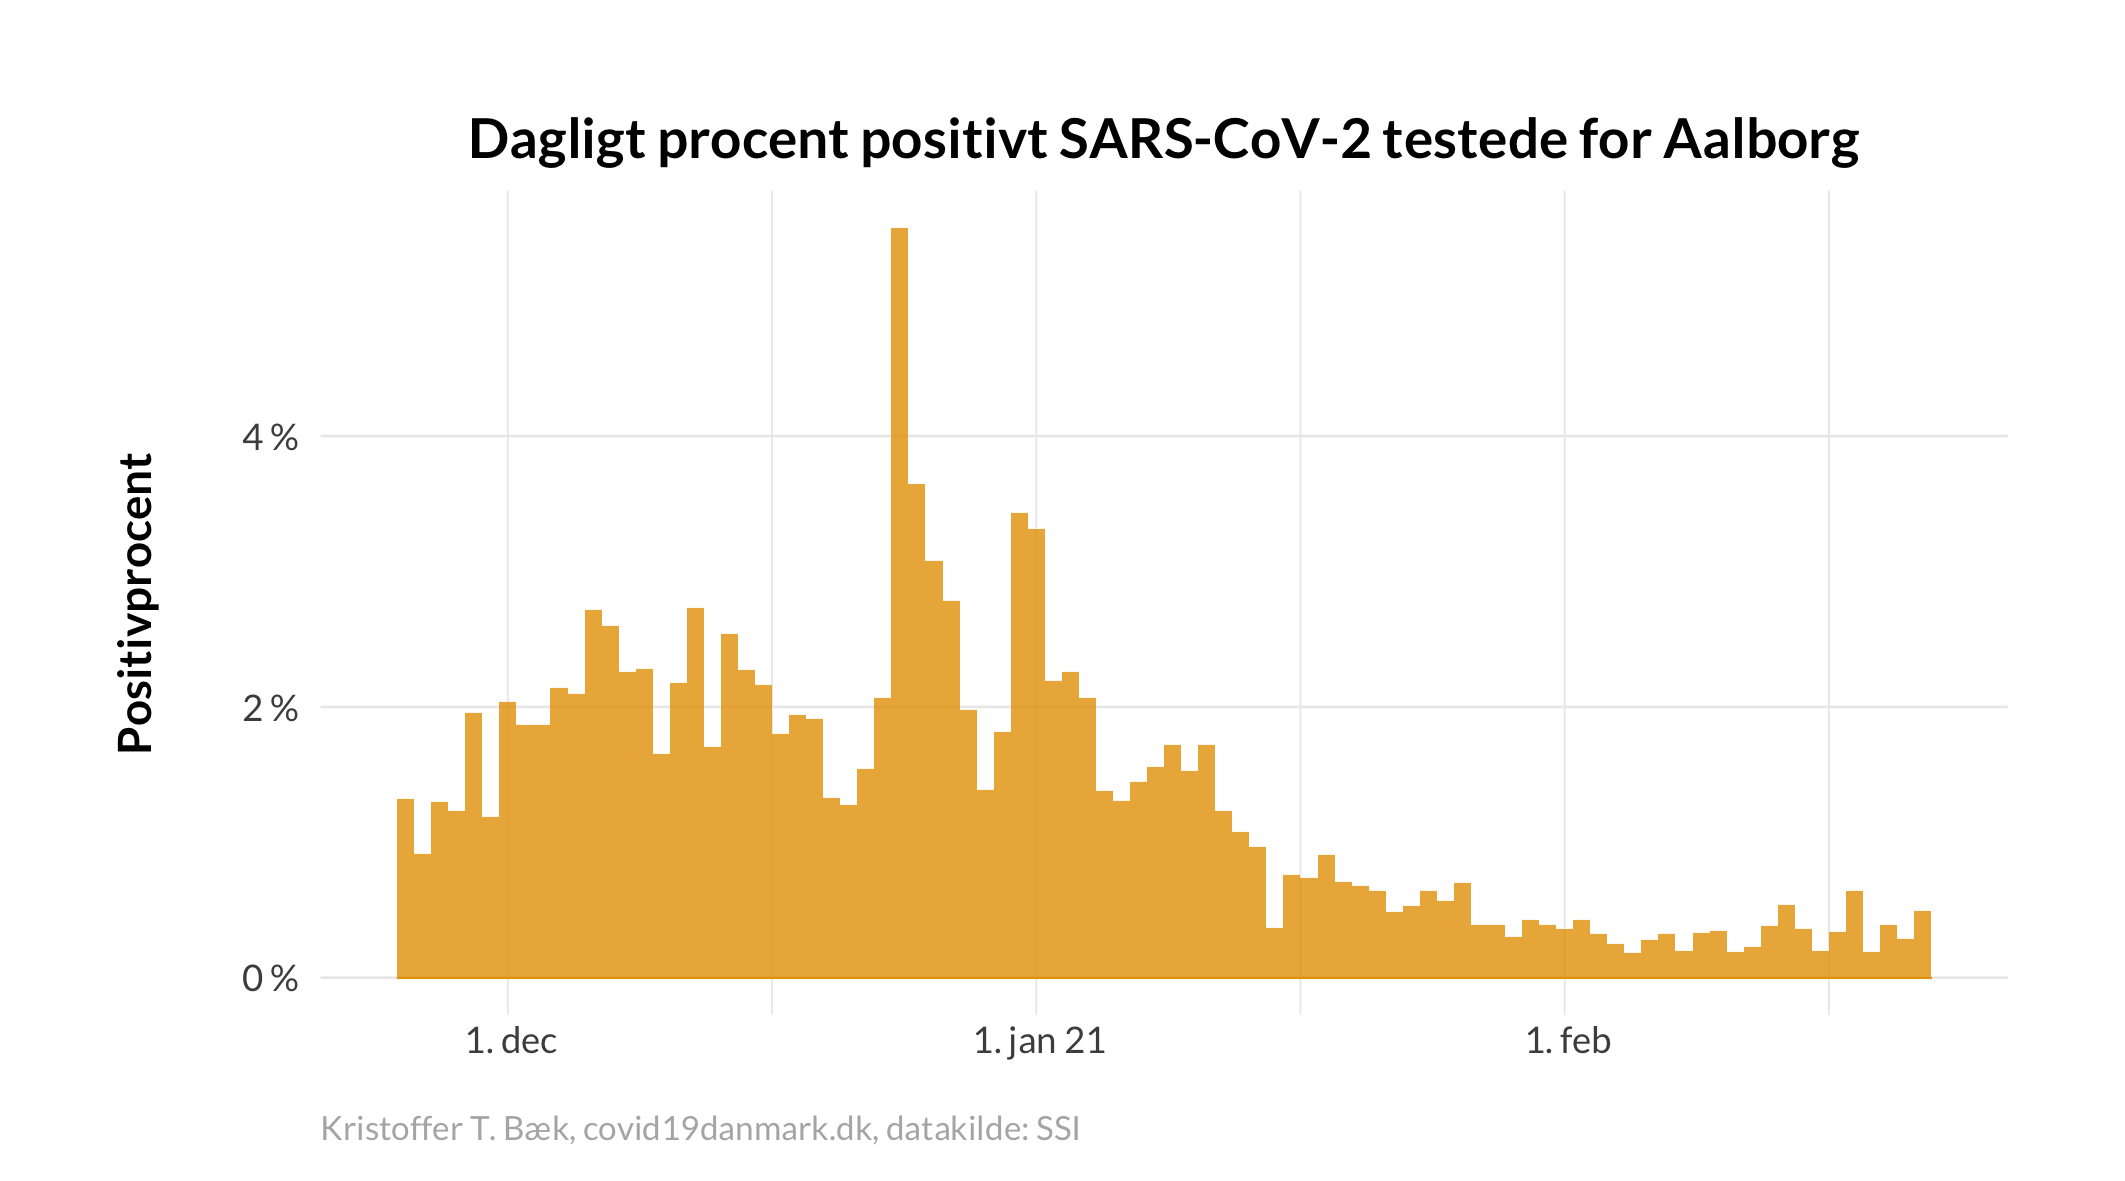 Dagligt procent positivt SARS-CoV-2 testede for Aalborg
Positivprocent
4 %
2 %
0 %
1. dec
1. jan 21
1. feb
Kristoffer T. Bæk, covid19danmark.dk, datakilde: SSI